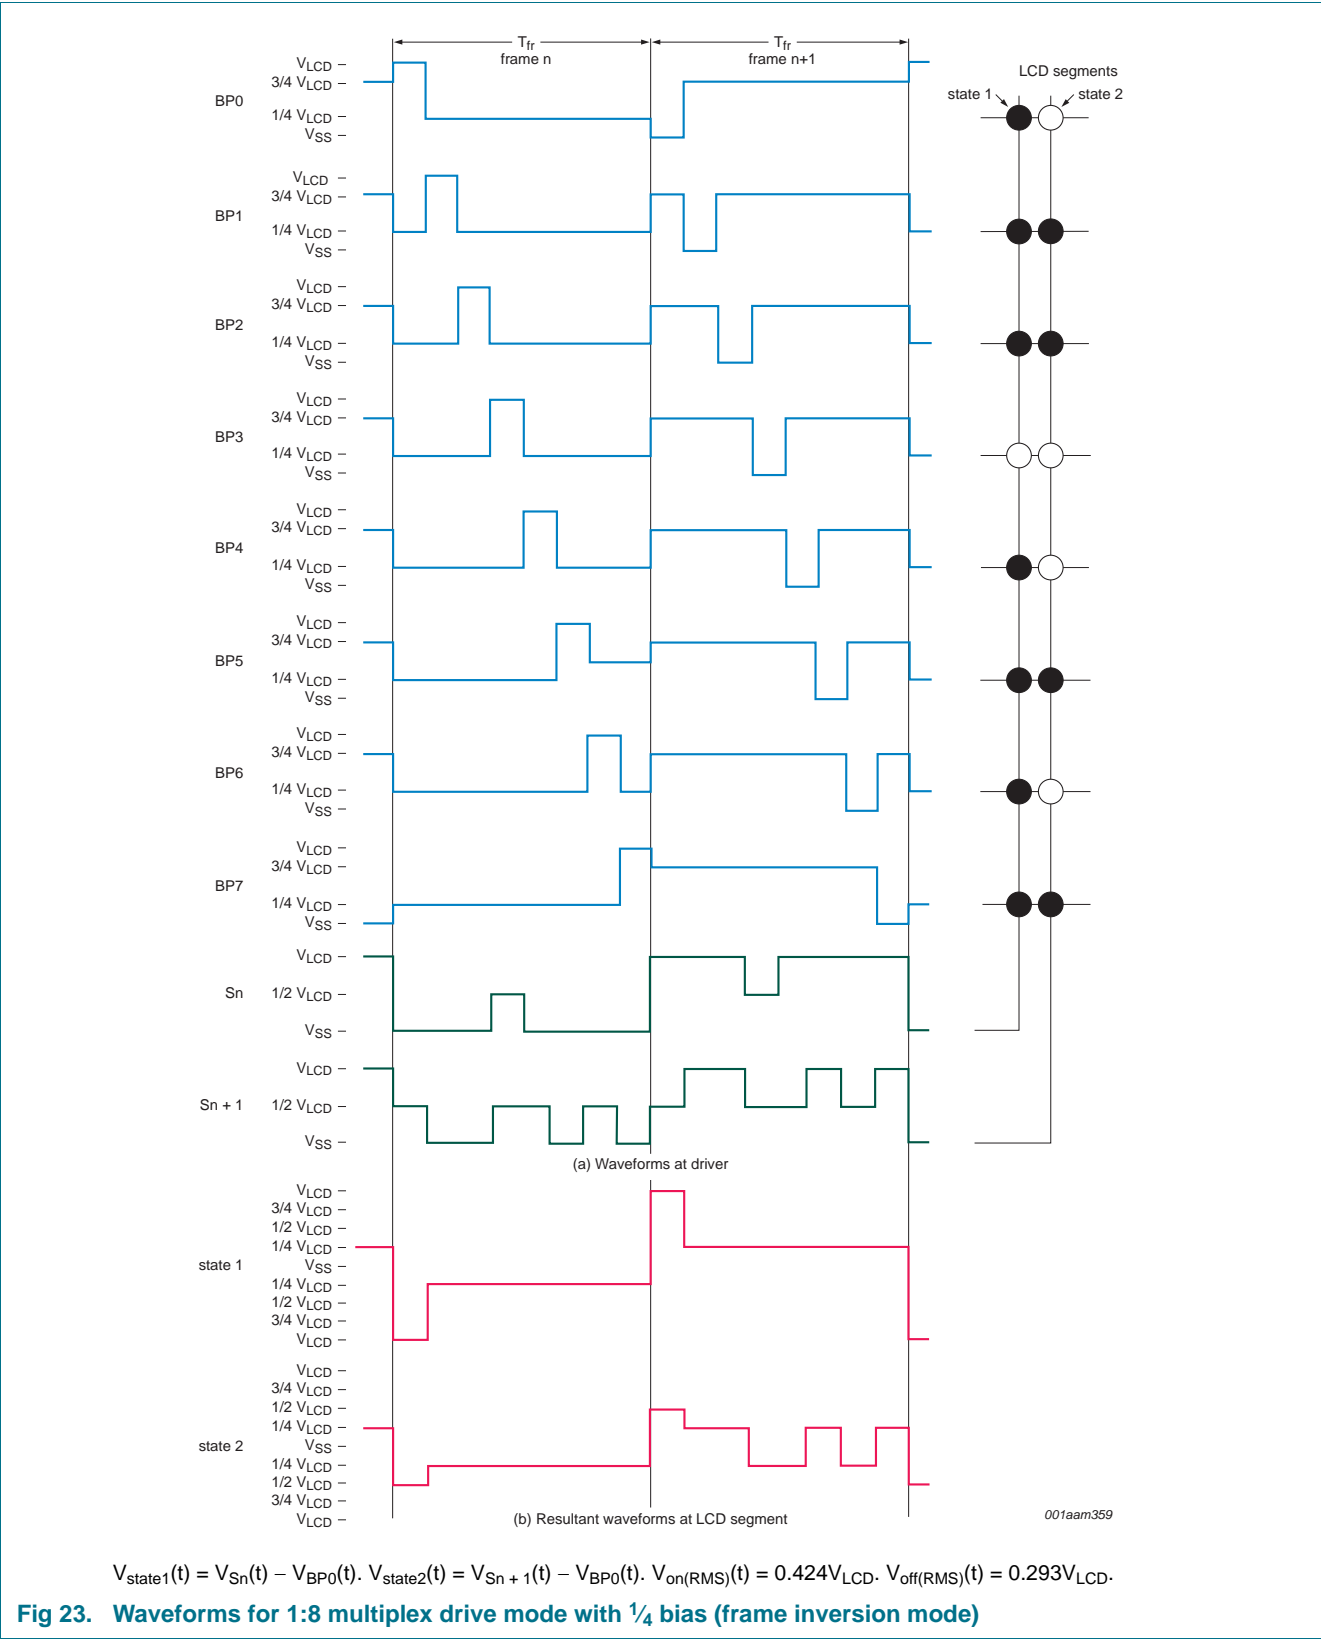 Tfr
Tfr
frame n
frame n+1
LCD segments
state 1
state 2
BP0
VLCD
3/4 VLCD
1/4 VLCD
VSS
BP1
VLCD
3/4 VLCD
1/4 VLCD
VSS
BP2
VLCD
3/4 VLCD
1/4 VLCD
VSS
BP3
VLCD
3/4 VLCD
1/4 VLCD
VSS
BP4
VLCD
3/4 VLCD
1/4 VLCD
VSS
BP5
VLCD
3/4 VLCD
1/4 VLCD
VSS
BP6
VLCD
3/4 VLCD
1/4 VLCD
VSS
BP7
VLCD
3/4 VLCD
1/4 VLCD
VSS
Sn
VLCD
1/2 VLCD
VSS
Sn + 1
VLCD
1/2 VLCD
VSS
(a) Waveforms at driver
state 1
VLCD
3/4 VLCD
1/2 VLCD
1/4 VLCD
VSS
1/4 VLCD
1/2 VLCD
3/4 VLCD
VLCD
state 2
VLCD
3/4 VLCD
1/2 VLCD
1/4 VLCD
VSS
1/4 VLCD
1/2 VLCD
3/4 VLCD
VLCD
(b) Resultant waveforms at LCD segment
001aam359
Vstate1(t) = VSn(t) − VBP0(t). Vstate2(t) = VSn + 1(t) − VBP0(t). Von(RMS)(t) = 0.424VLCD. Voff(RMS)(t) = 0.293VLCD.
Fig 23. Waveforms for 1:8 multiplex drive mode with 1⁄4 bias (frame inversion mode)